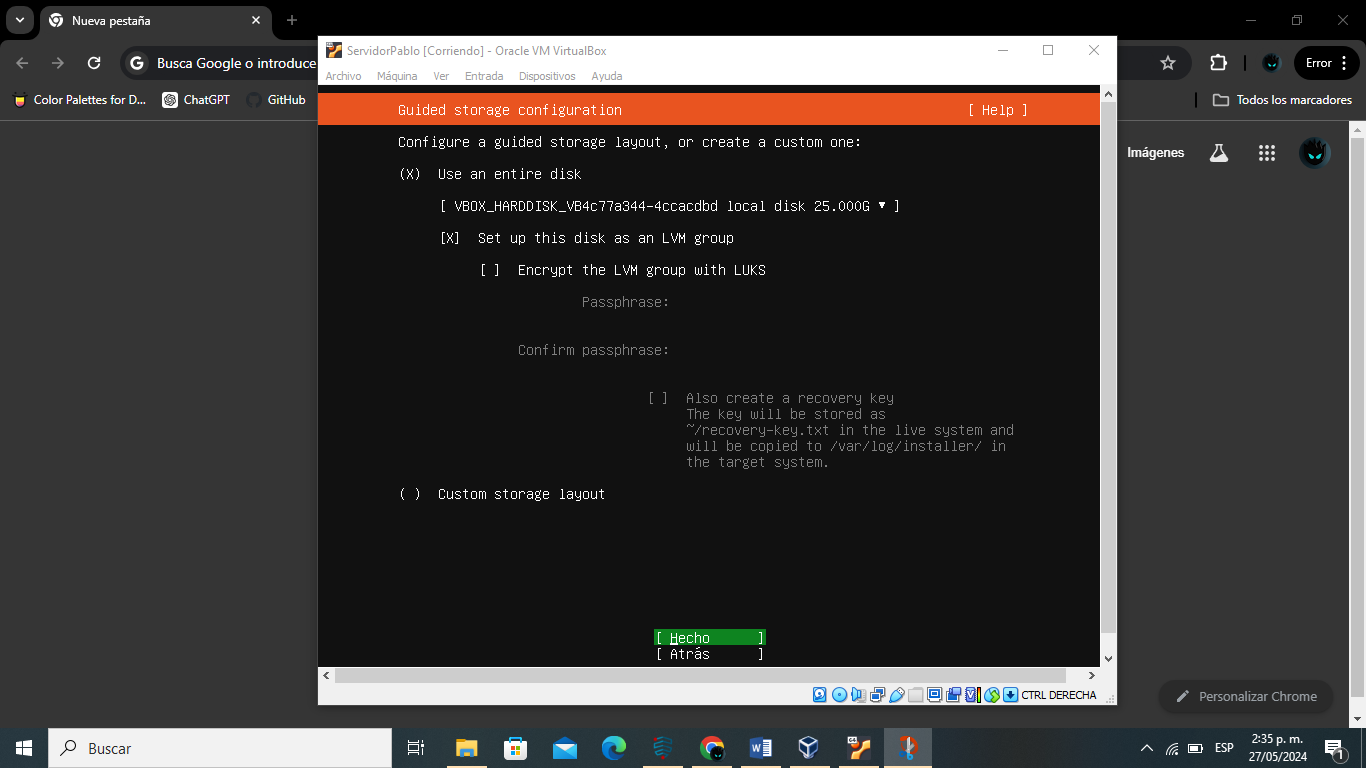 Nueva pestaña
Busca Google o introduce
Error
Color Palettes for D...
ChatGPT
GitHub
Todos los marcadores
Imágenes
ServidorPablo [Corriendo] - Oracle VM VirtualBox
Archivo Máquina Ver Entrada Dispositivos Ayuda
Guided storage configuration [ Help ]
Configure a guided storage layout, or create a custom one:
(X) Use an entire disk
[ VBOX_HARDDISK_VB4c77a344-4ccacdbd local disk 25.000G ▾ ]
[X] Set up this disk as an LVM group
[ ] Encrypt the LVM group with LUKS
Passphrase:
Confirm passphrase:
[ ] Also create a recovery key
The key will be stored as
~/recovery-key.txt in the live system and
will be copied to /var/log/installer/ in
the target system.
( ) Custom storage layout
[ Hecho ]
[ Atrás ]
CTRL DERECHA
Personalizar Chrome
Buscar
ESP
2:35 p. m.
27/05/2024
1